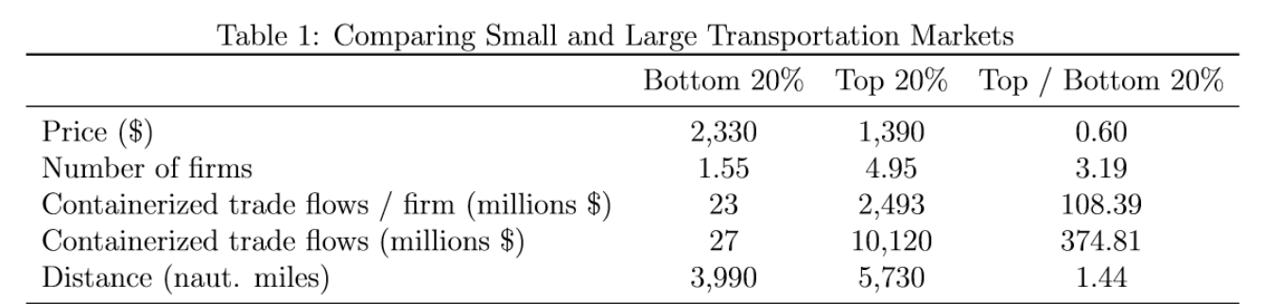 Table 1: Comparing Small and Large Transportation Markets
Bottom 20% Top 20% Top / Bottom 20%
Price ($) 2,330 1,390 0.60
Number of firms 1.55 4.95 3.19
Containerized trade flows / firm (millions $) 23 2,493 108.39
Containerized trade flows (millions $) 27 10,120 374.81
Distance (naut. miles) 3,990 5,730 1.44